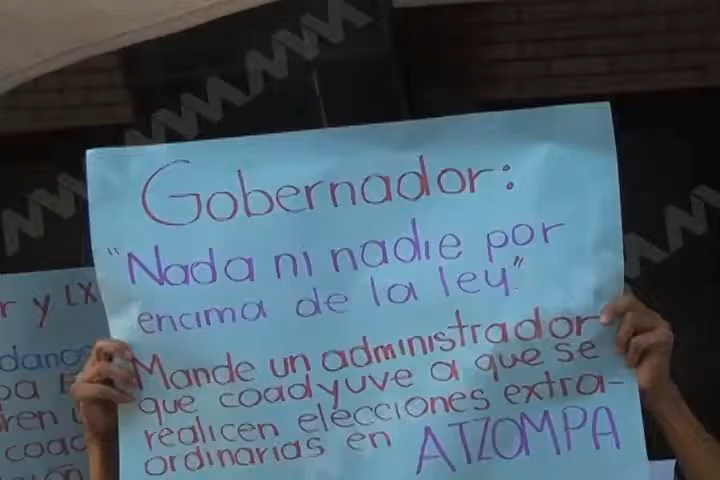 Gobernador:
"Nada ni nadie por
encima de la ley."
Mande un administrador
que coadyuve a que se
realicen elecciones extra-
ordinarias en ATZOMPA
r y LX